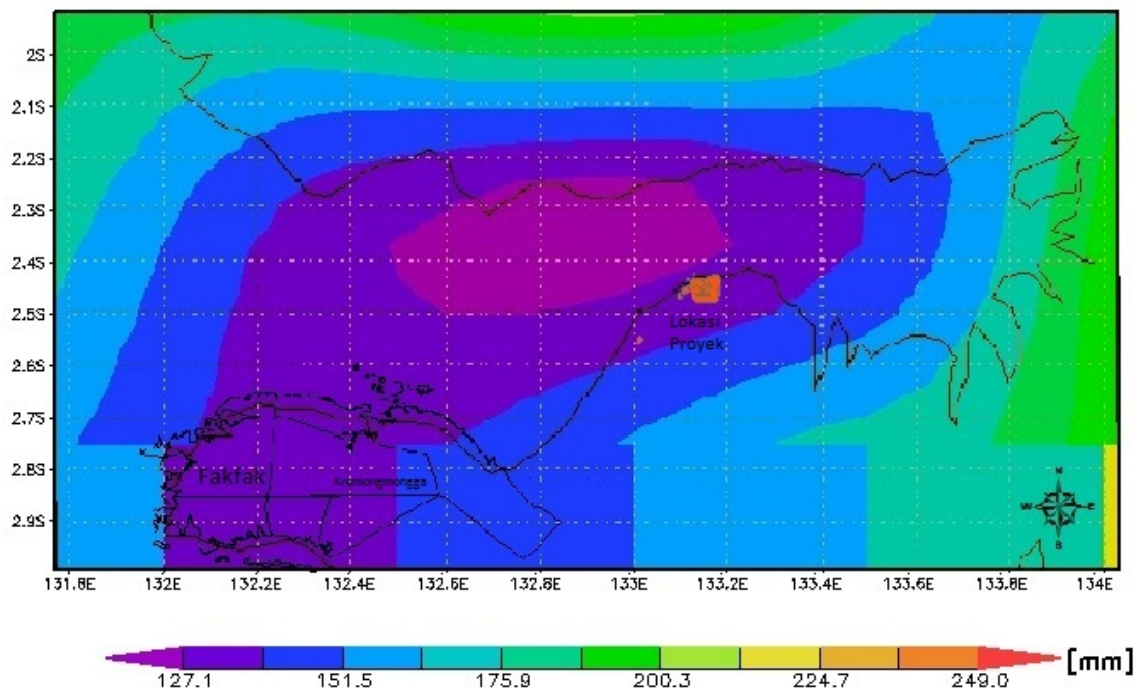 2S
2.1S
2.2S
2.3S
2.4S
2.5S
Lokasi
Proyek
2.6S
2.7S
2.8S
Fakfak
2.9S
N
W E
B
131.8E 132E 132.2E 132.4E 132.6E 132.8E 133E 133.2E 133.4E 133.6E 133.8E 134E
[mm]
127.1 151.5 175.9 200.3 224.7 249.0